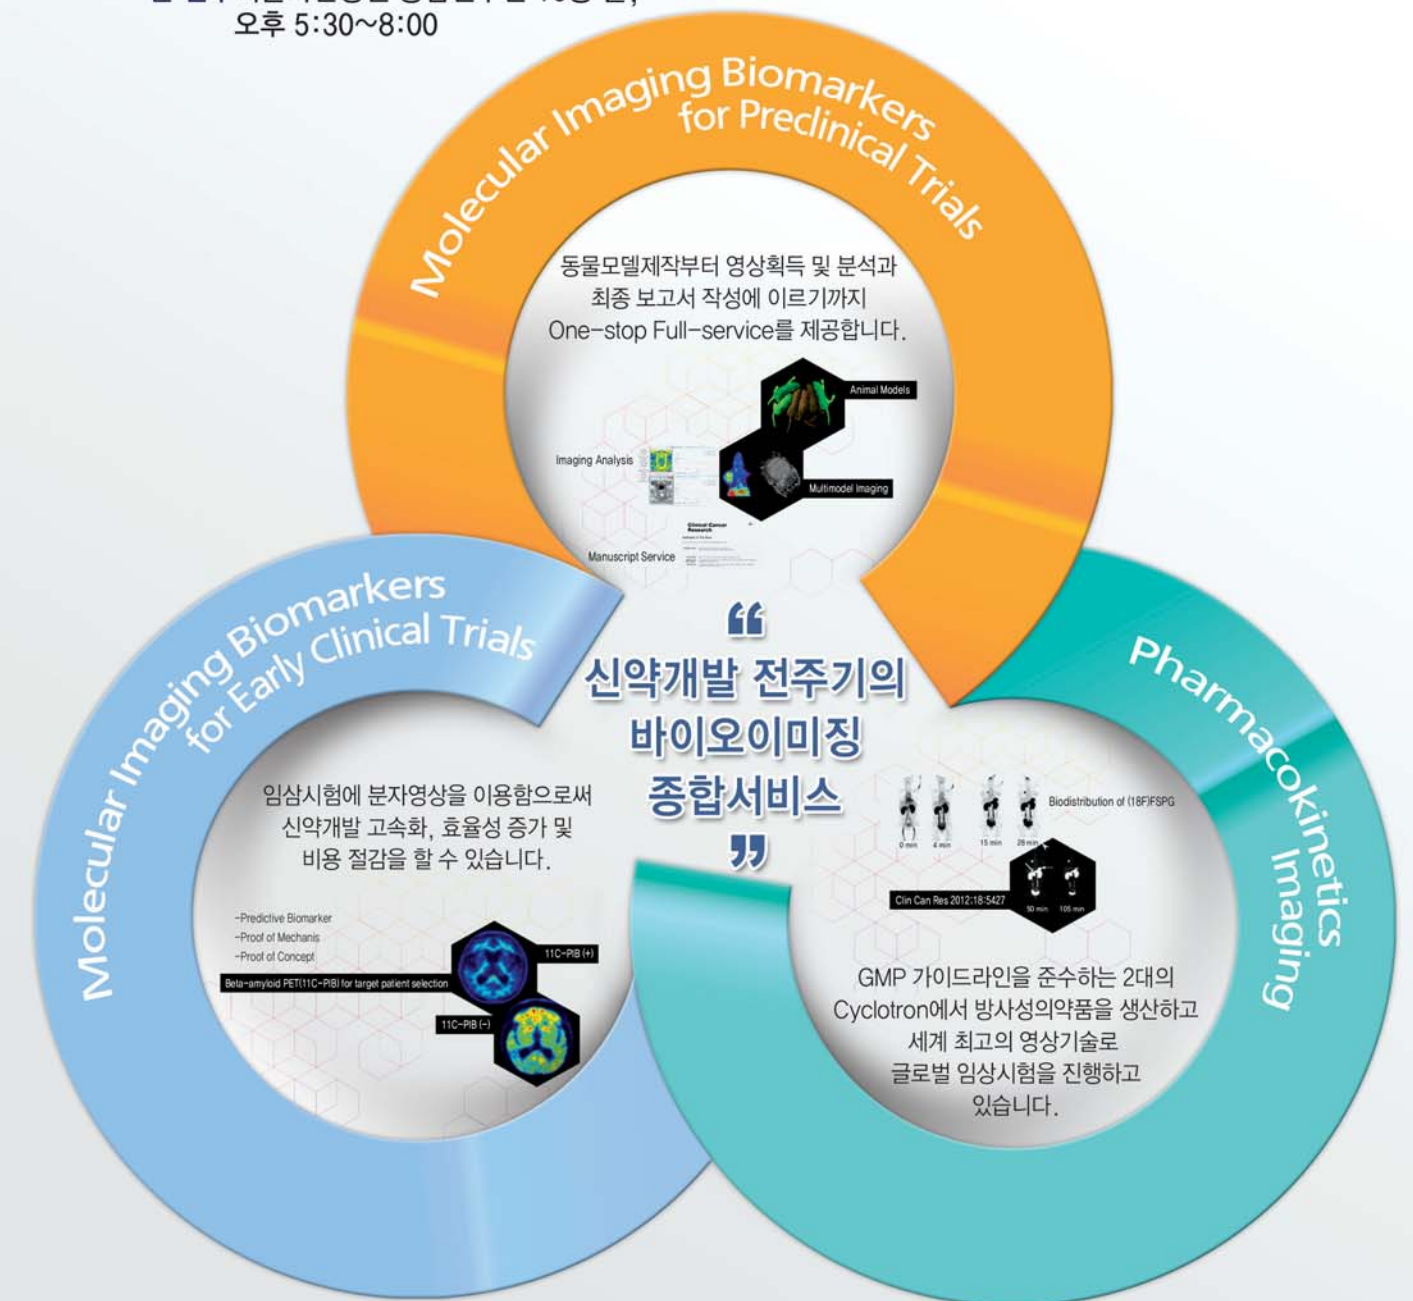 오후 5:30~8:00
Molecular Imaging Biomarkers
for Preclinical Trials
동물모델제작부터 영상획득 및 분석과
최종 보고서 작성에 이르기까지
One-stop Full-service를 제공합니다.
Animal Models
Imaging Analysis
Multimodel Imaging
Clinical Cancer
Research
Manuscript Service
Molecular Imaging Biomarkers
for Early Clinical Trials
“
신약개발 전주기의
바이오이미징
종합서비스
”
임삼시험에 분자영상을 이용함으로써
신약개발 고속화, 효율성 증가 및
비용 절감을 할 수 있습니다.
-Predictive Biomarker
-Proof of Mechanis
-Proof of Concept
11C-PIB (+)
Beta-amyloid PET(11C-PIB) for target patient selection
11C-PIB (-)
Pharmacokinetics
Imaging
Biodistribution of (18F)FSPG
0 min 4 min 15 min 28 min
Clin Can Res 2012:18:5427
50 min 105 min
GMP 가이드라인을 준수하는 2대의
Cyclotron에서 방사성의약품을 생산하고
세계 최고의 영상기술로
글로벌 임상시험을 진행하고
있습니다.